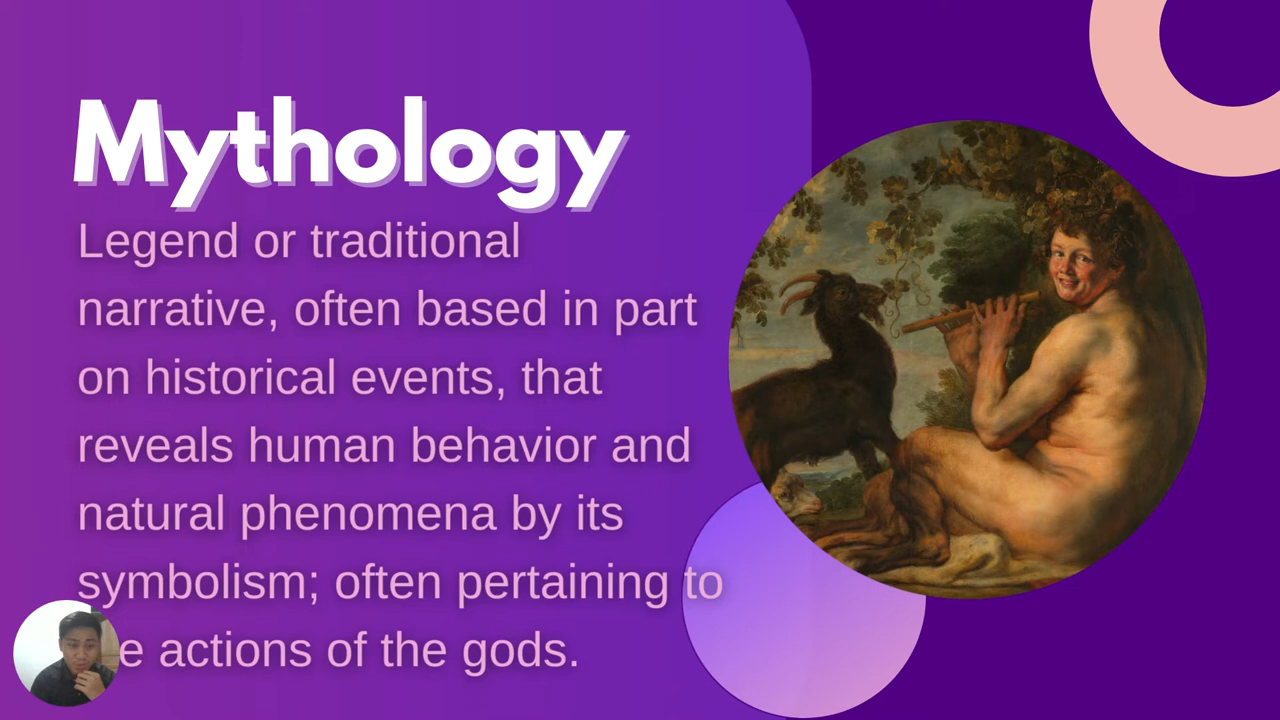 Mythology
Legend or traditional
narrative, often based in part
on historical events, that
reveals human behavior and
natural phenomena by its
symbolism; often pertaining to
e actions of the gods.